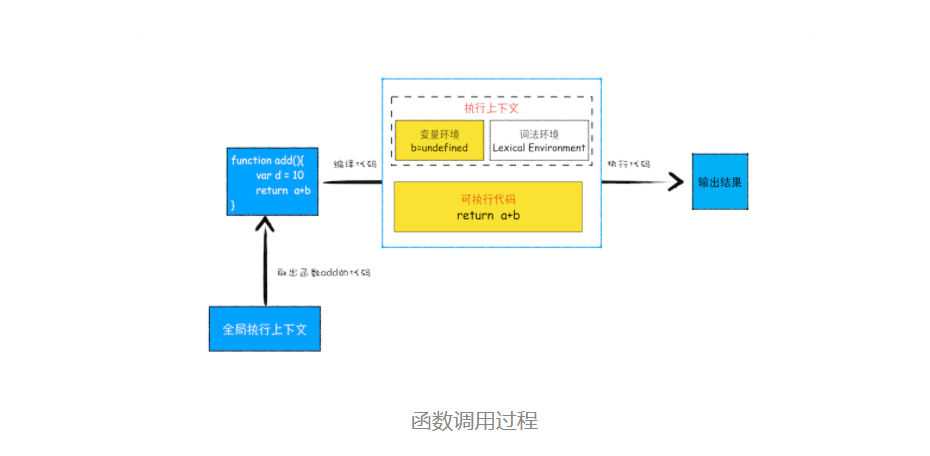 执行上下文
变量环境
b=undefined
词法环境
Lexical Environment
function add(){
var d = 10
return a+b
}
编译代码
可执行代码
return a+b
执行代码
输出结果
取出函数add的代码
全局执行上下文
函数调用过程